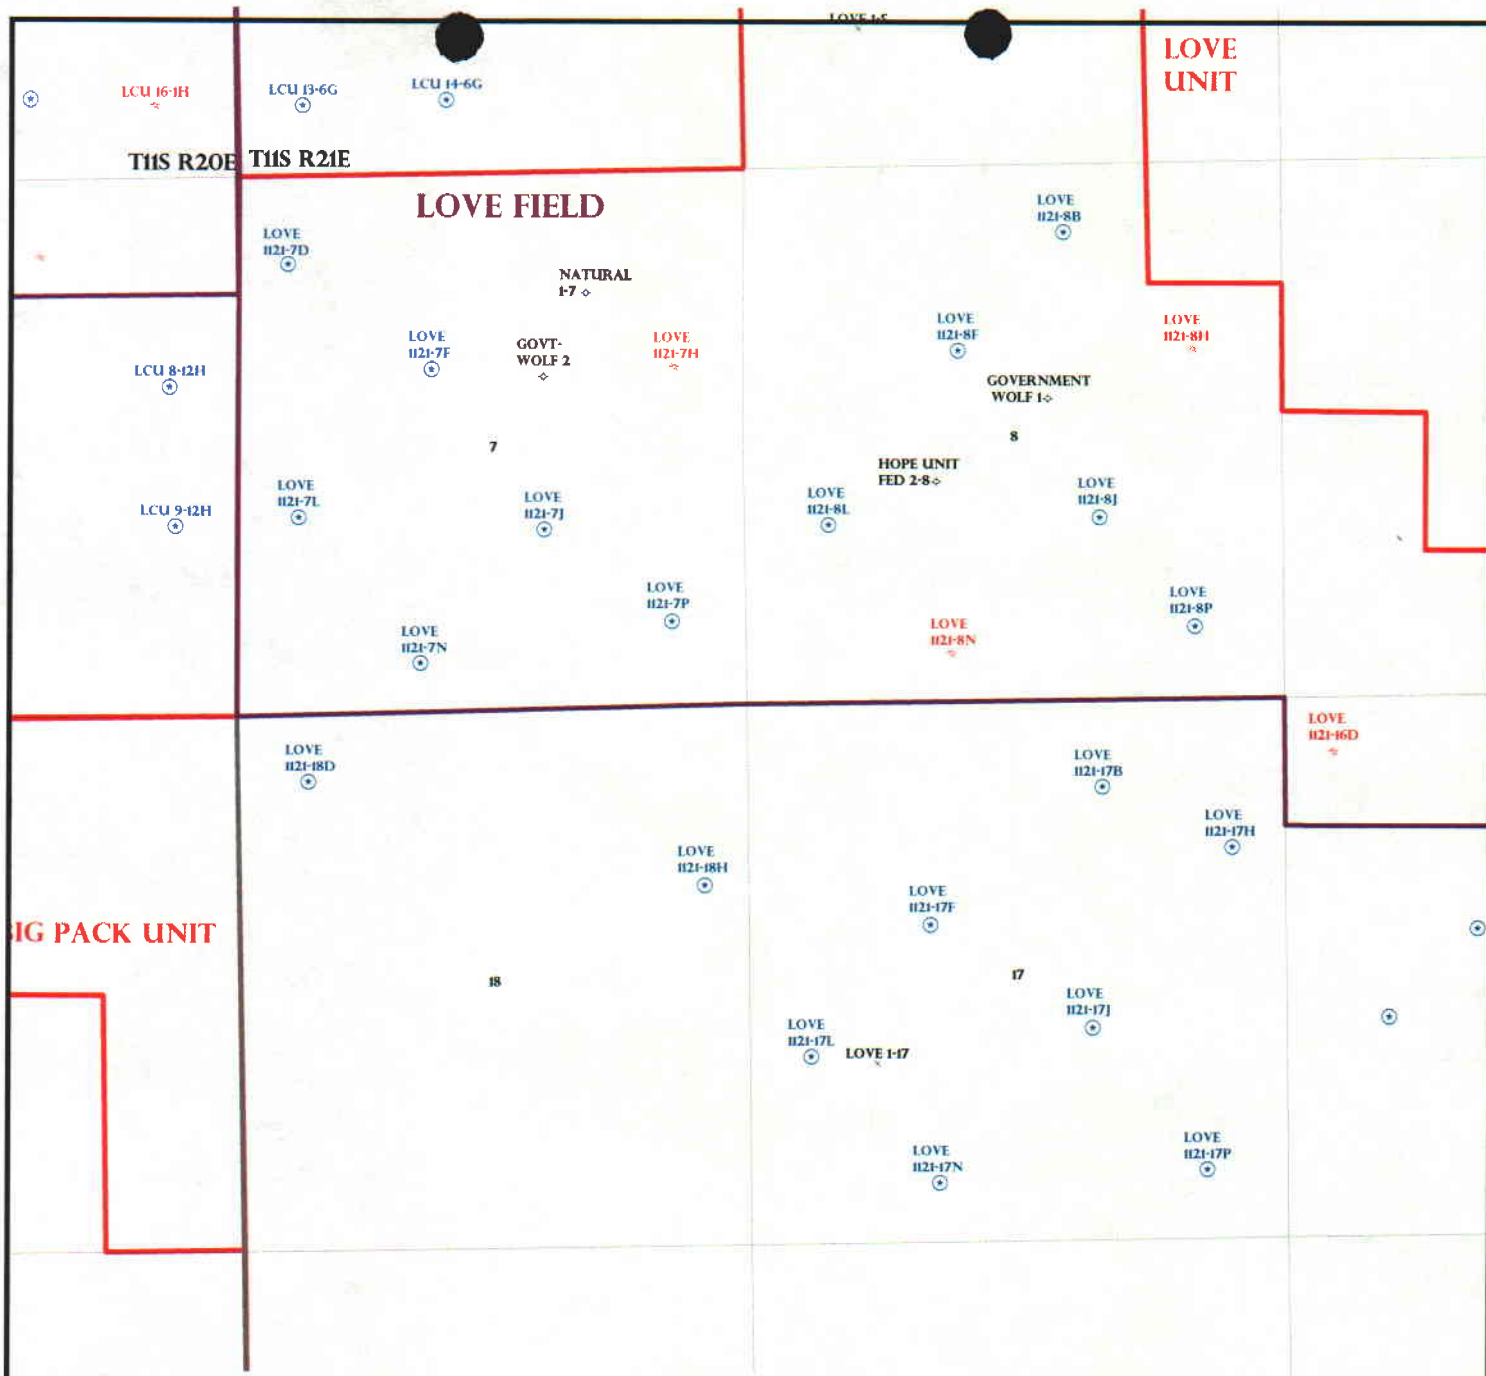 LOVE 1-5
LOVE
UNIT
LCU 16-1H
LCU 13-6G
LCU 14-6G
T11S R20E
T11S R21E
LOVE FIELD
LOVE
1121-7D
LOVE
1121-8B
NATURAL
1-7
LOVE
1121-7F
GOVT-
WOLF 2
LOVE
1121-7H
LOVE
1121-8F
LOVE
1121-8H
LCU 8-12H
GOVERNMENT
WOLF 1
7
8
HOPE UNIT
FED 2-8
LCU 9-12H
LOVE
1121-7L
LOVE
1121-7J
LOVE
1121-8L
LOVE
1121-8J
LOVE
1121-7P
LOVE
1121-8P
LOVE
1121-7N
LOVE
1121-8N
LOVE
1121-16D
LOVE
1121-18D
LOVE
1121-17B
LOVE
1121-17H
LOVE
1121-18H
LOVE
1121-17F
IG PACK UNIT
18
17
LOVE
1121-17J
LOVE
1121-17L
LOVE 1-17
LOVE
1121-17N
LOVE
1121-17P